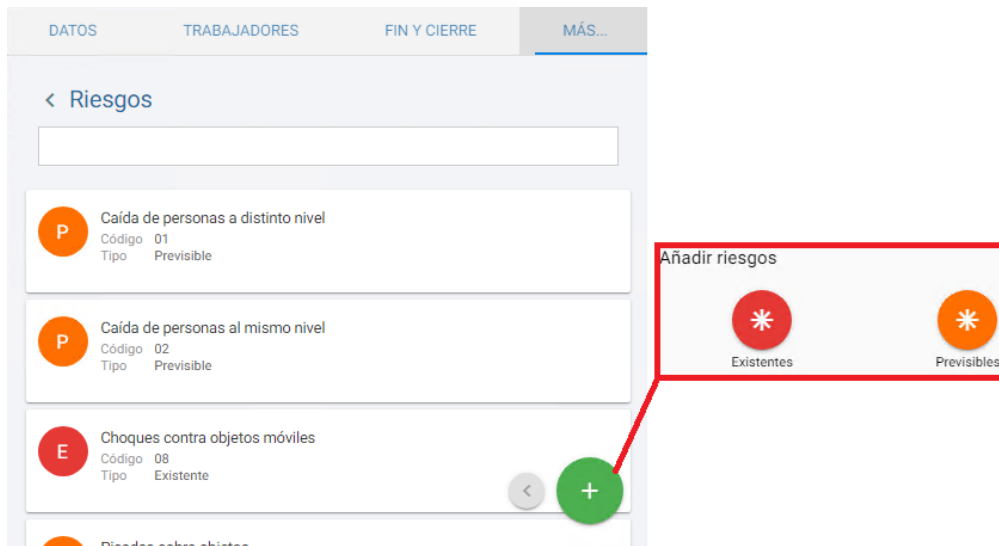 DATOS TRABAJADORES FIN Y CIERRE MÁS...
Riesgos
P
Caída de personas a distinto nivel
Código 01
Tipo Previsible
P
Caída de personas al mismo nivel
Código 02
Tipo Previsible
E
Choques contra objetos móviles
Código 08
Tipo Existente
Añadir riesgos
Existentes Previsibles